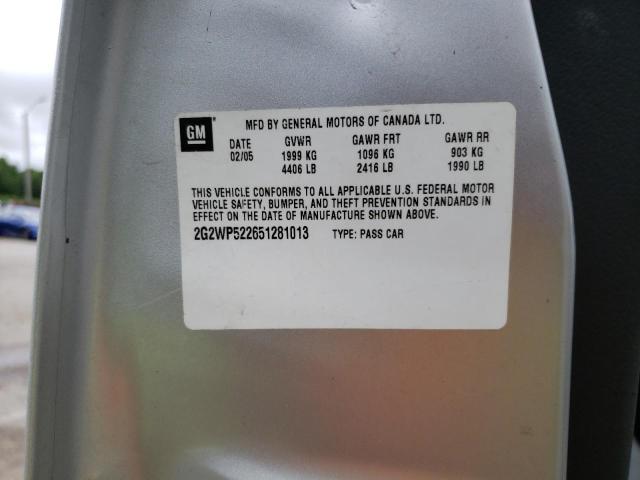 GM
MFD BY GENERAL MOTORS OF CANADA LTD.
DATE GVWR GAWR FRT GAWR RR
02/05 1999 KG 1096 KG 903 KG
4406 LB 2416 LB 1990 LB
THIS VEHICLE CONFORMS TO ALL APPLICABLE U.S. FEDERAL MOTOR
VEHICLE SAFETY, BUMPER, AND THEFT PREVENTION STANDARDS IN
EFFECT ON THE DATE OF MANUFACTURE SHOWN ABOVE.
2G2WP522651281013 TYPE: PASS CAR